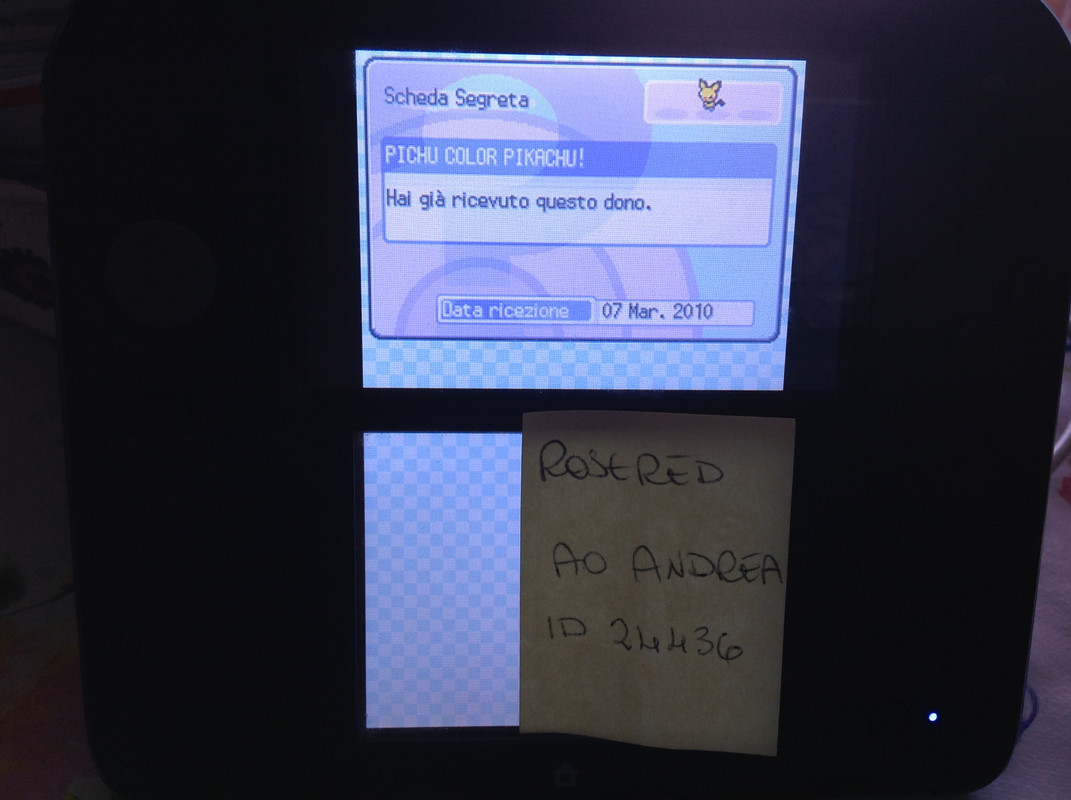 Scheda Segreta
PICHU COLOR PIKACHU!
Hai già ricevuto questo dono.
Data ricezione 07 Mar. 2010
ROSERED
AO ANDREA
ID 24436